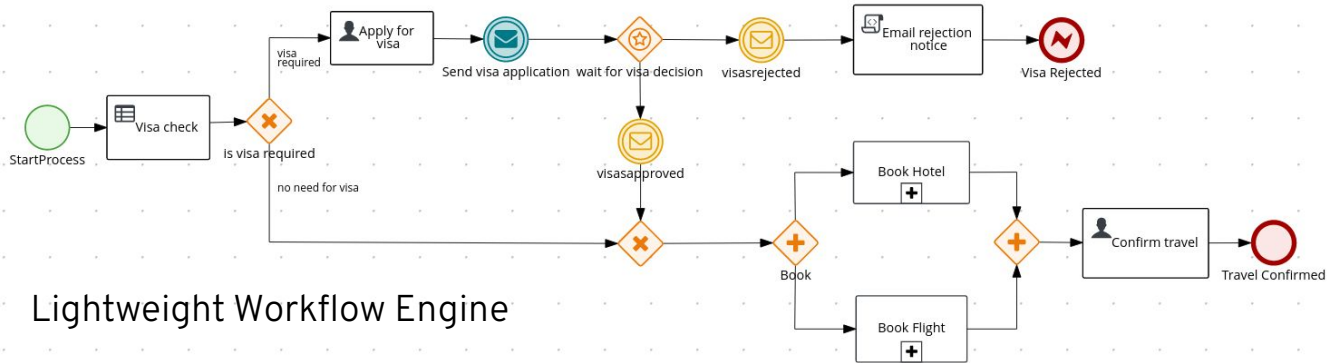 Apply for
visa
Email rejection
notice
visa
required
Send visa application
wait for visa decision
visasrejected
Visa Rejected
Visa check
StartProcess
is visa required
visasapproved
no need for visa
Book Hotel
Confirm travel
Book
Travel Confirmed
Lightweight Workflow Engine
Book Flight